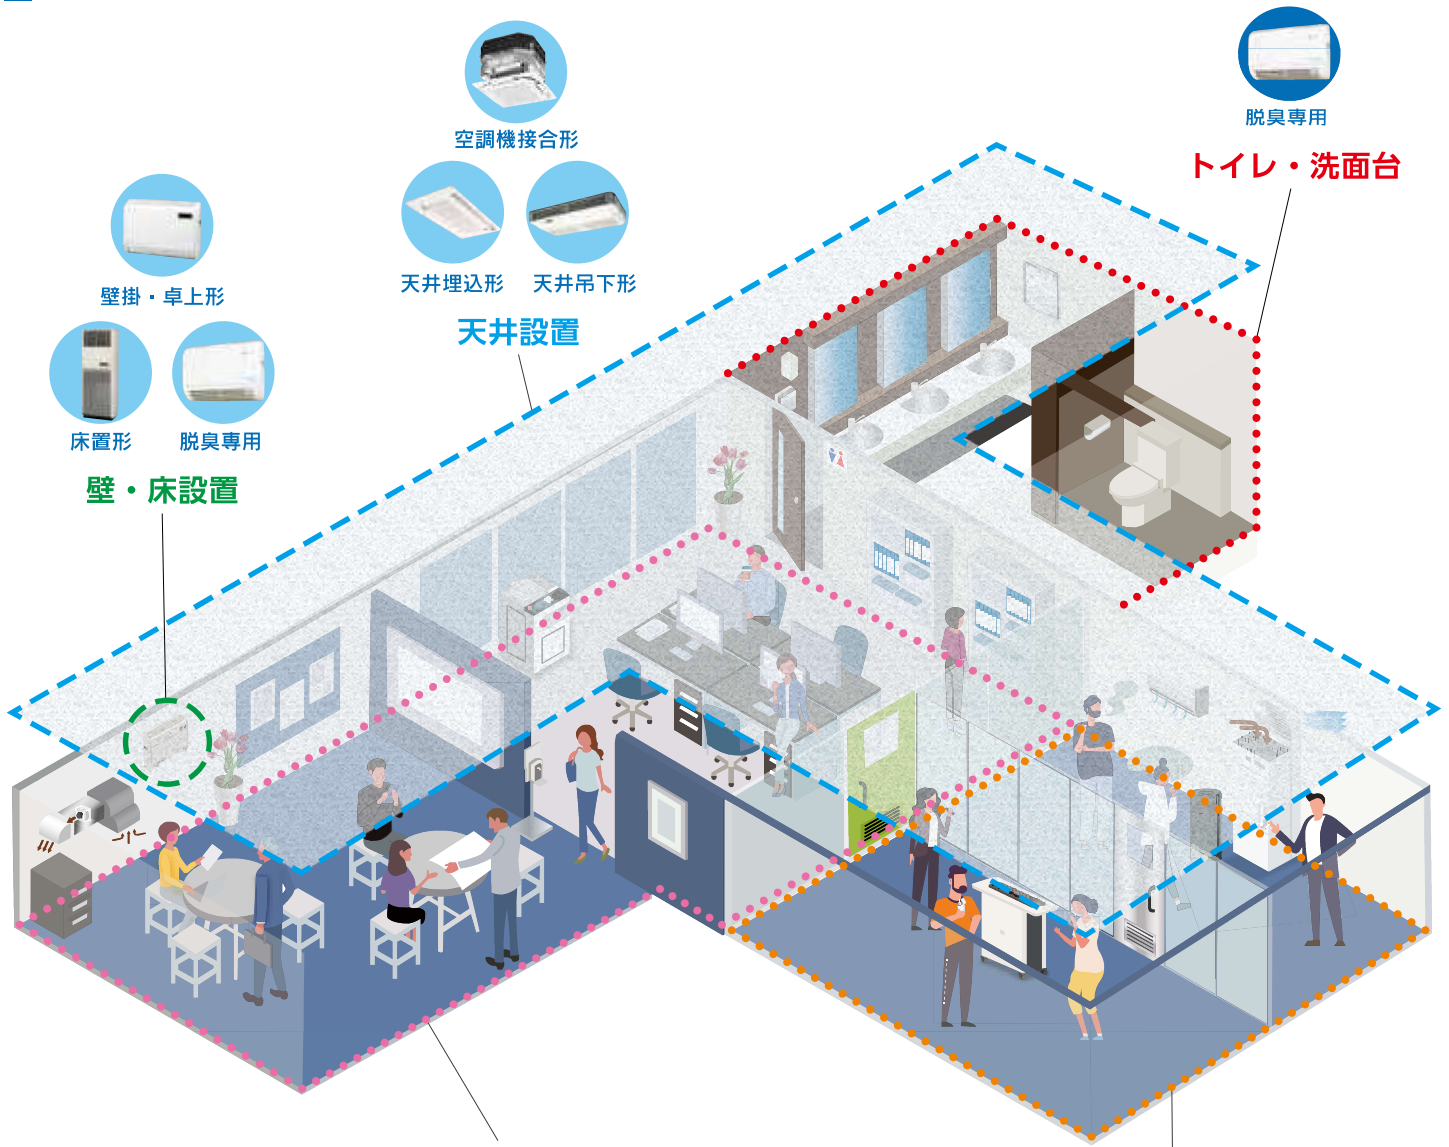 空調機接合形
天井埋込形
天井吊下形
天井設置
脱臭専用
トイレ・洗面台
壁掛・卓上形
床置形
脱臭専用
壁・床設置